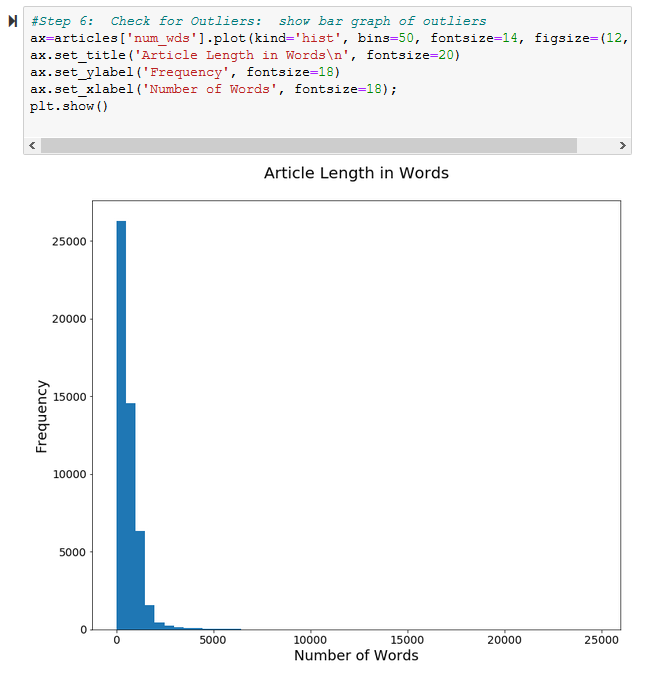 #Step 6:  Check for Outliers:  show bar graph of outliers
ax=articles['num_wds'].plot(kind='hist', bins=50, fontsize=14, figsize=(12,
ax.set_title('Article Length in Words\n', fontsize=20)
ax.set_ylabel('Frequency', fontsize=18)
ax.set_xlabel('Number of Words', fontsize=18);
plt.show()
Article Length in Words
25000
20000
15000
10000
5000
0
Frequency
0 5000 10000 15000 20000 25000
Number of Words